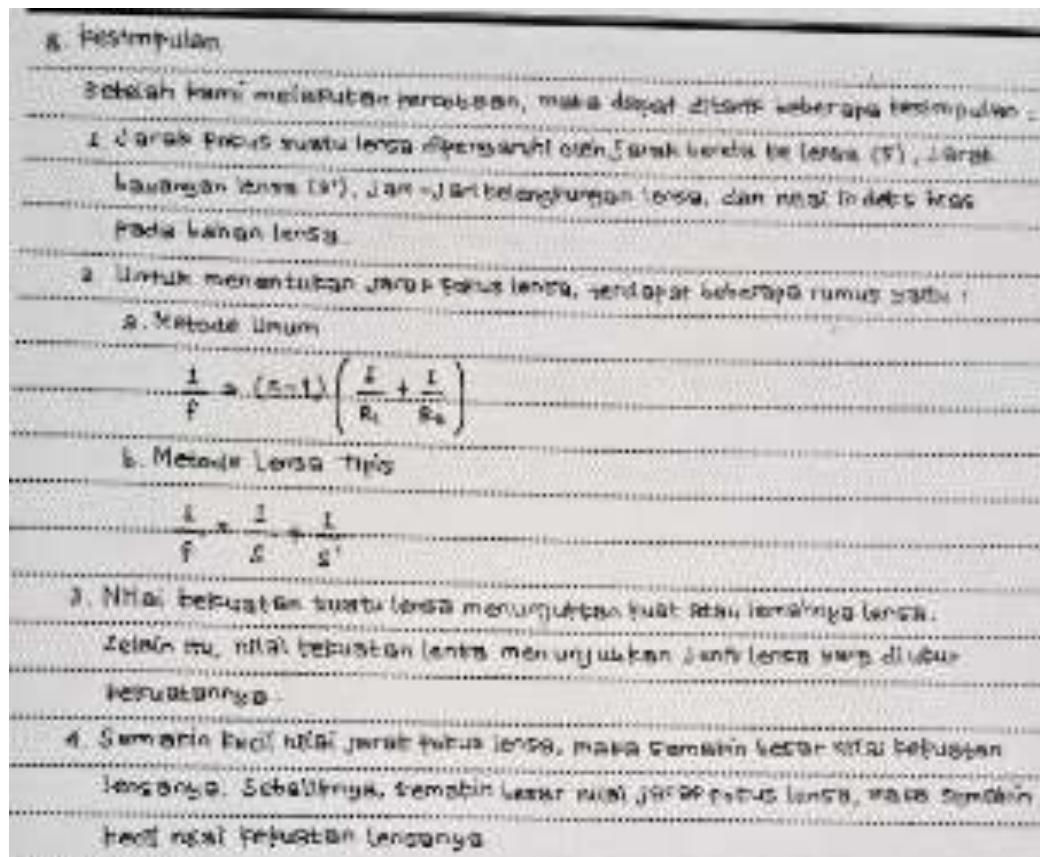 8. Kesimpulan
Setelah kami melakukan percobaan, maka dapat ditarik beberapa kesimpulan :
1. Jarak fokus suatu lensa dipengaruhi oleh jarak benda ke lensa (s), jarak
bayangan lensa (s'), jari-jari kelengkungan lensa, dan nilai indeks bias
pada bahan lensa.
2. Untuk menentukan jarak fokus lensa, terdapat beberapa rumus yaitu :
a. Metode Umum
1/f = (n-1) (1/R₁ + 1/R₂)
b. Metode Lensa Tipis
1/f = 1/s + 1/s'
3. Nilai kekuatan suatu lensa menunjukkan kuat atau lemahnya lensa.
Selain itu, nilai kekuatan lensa menunjukkan jenis lensa yang diukur
kekuatannya.
4. Semakin kecil nilai jarak fokus lensa, maka semakin besar nilai kekuatan
lensanya. Sebaliknya, semakin besar nilai jarak fokus lensa, maka semakin
kecil nilai kekuatan lensanya